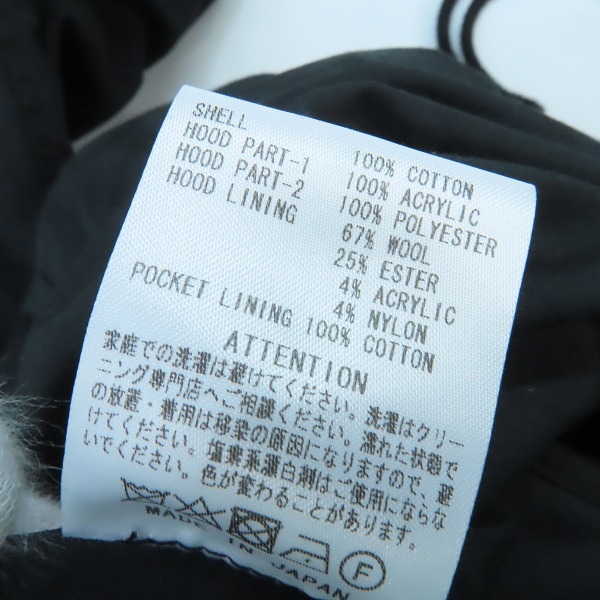 SHELL 100% COTTON
HOOD PART-1 100% ACRYLIC
HOOD PART-2 100% POLYESTER
HOOD LINING 67% WOOL
25% ESTER
4% ACRYLIC
4% NYLON
POCKET LINING 100% COTTON
ATTENTION
家庭での洗濯は避けてください。洗濯はクリー
ニング専門店へご相談ください。濡れた状態で
の放置・着用は移染の原因になりますので、避
けてください。塩素系漂白剤はご使用にならな
いでください。色が変わることがあります。
F
MADE IN JAPAN